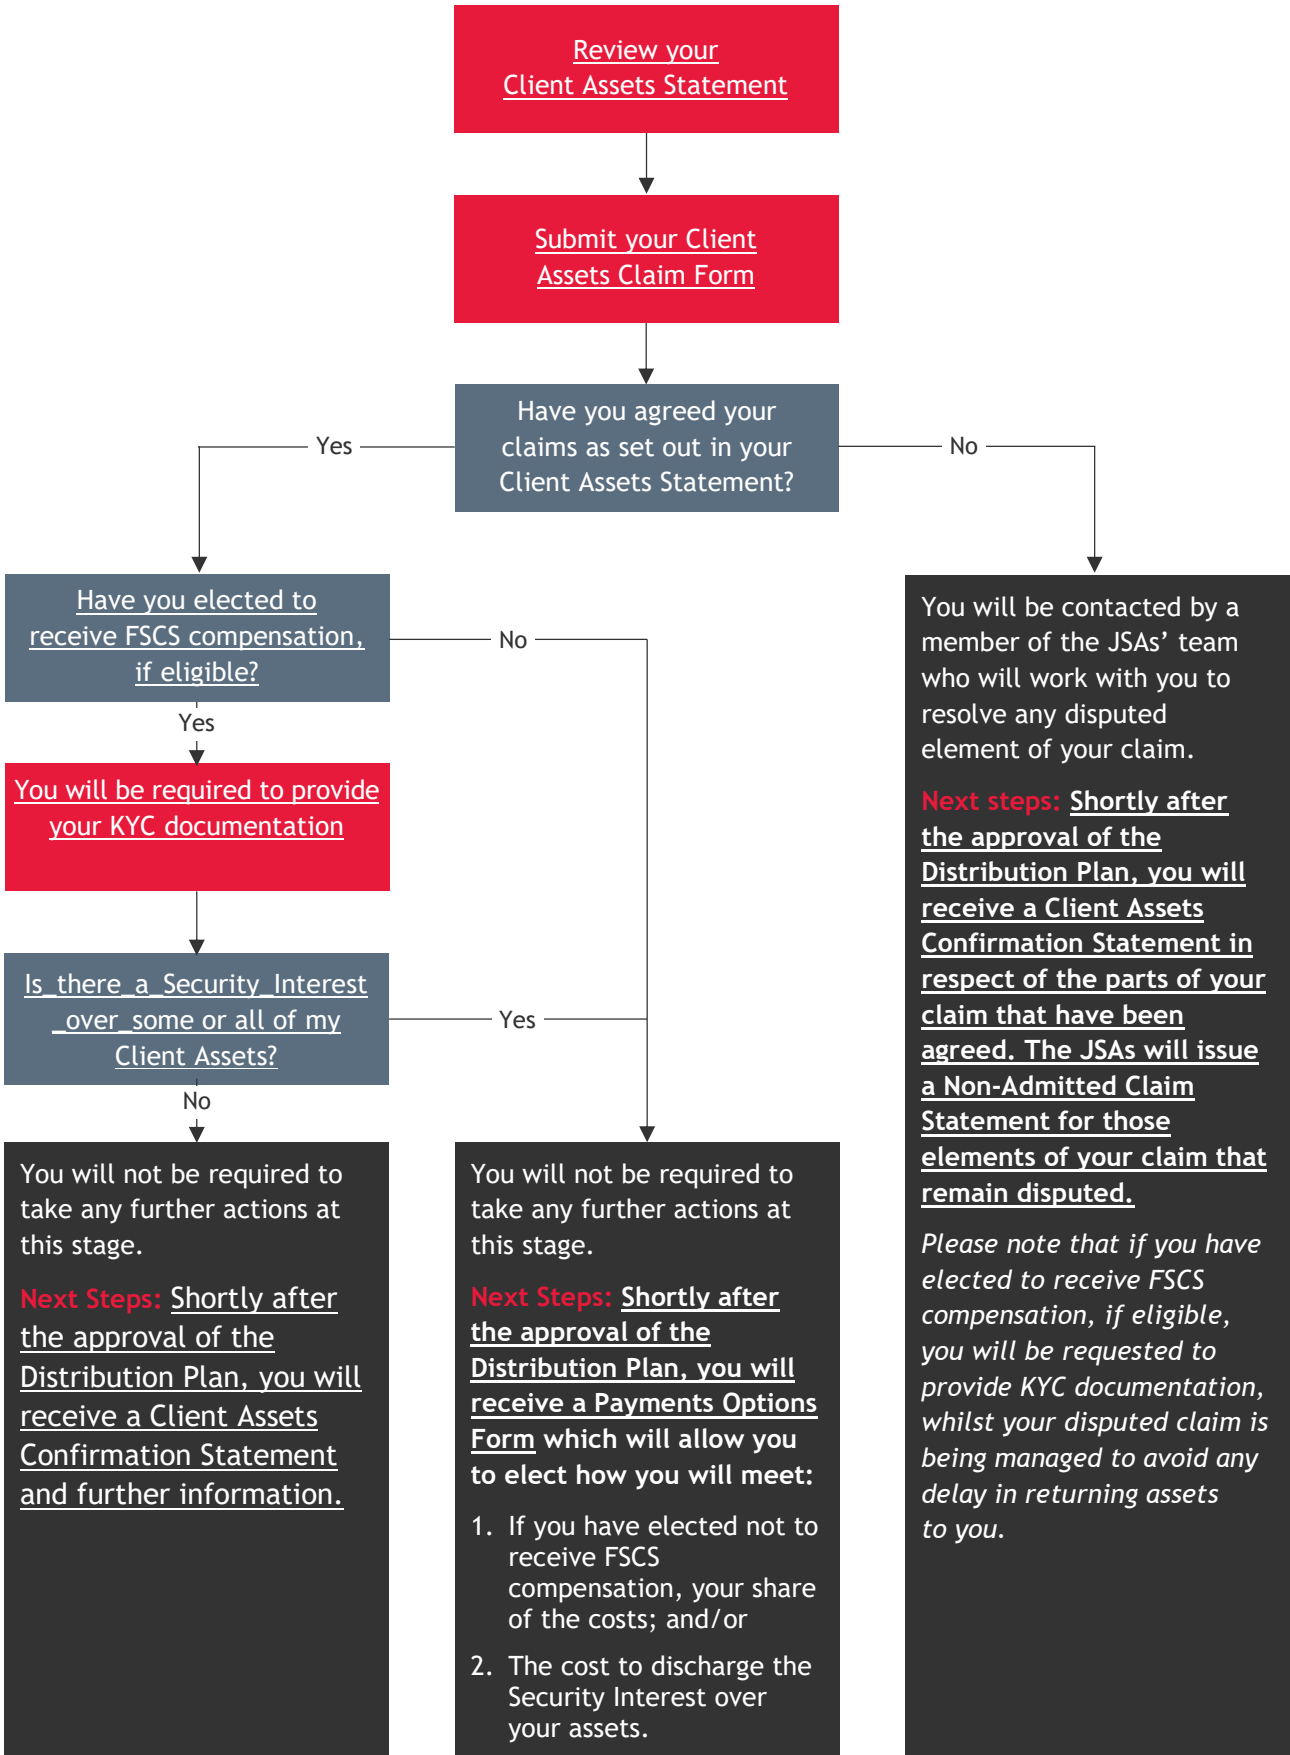 Review your
Client Assets Statement
Submit your Client
Assets Claim Form
Have you agreed your
claims as set out in your
Client Assets Statement?
Yes
No
Have you elected to
receive FSCS compensation,
if eligible?
No
Yes
You will be required to provide
your KYC documentation
Is_there_a_Security_Interest
_over_some or all of my
Client Assets?
Yes
No
You will not be required to
take any further actions at
this stage.
Next Steps: Shortly after
the approval of the
Distribution Plan, you will
receive a Client Assets
Confirmation Statement
and further information.
You will not be required to
take any further actions at
this stage.
Next Steps: Shortly after
the approval of the
Distribution Plan, you will
receive a Payments Options
Form which will allow you
to elect how you will meet:
1. If you have elected not to
receive FSCS
compensation, your share
of the costs; and/or
2. The cost to discharge the
Security Interest over
your assets.
You will be contacted by a
member of the JSAs’ team
who will work with you to
resolve any disputed
element of your claim.
Next steps: Shortly after
the approval of the
Distribution Plan, you will
receive a Client Assets
Confirmation Statement in
respect of the parts of your
claim that have been
agreed. The JSAs will issue
a Non-Admitted Claim
Statement for those
elements of your claim that
remain disputed.
Please note that if you have
elected to receive FSCS
compensation, if eligible,
you will be requested to
provide KYC documentation,
whilst your disputed claim is
being managed to avoid any
delay in returning assets
to you.